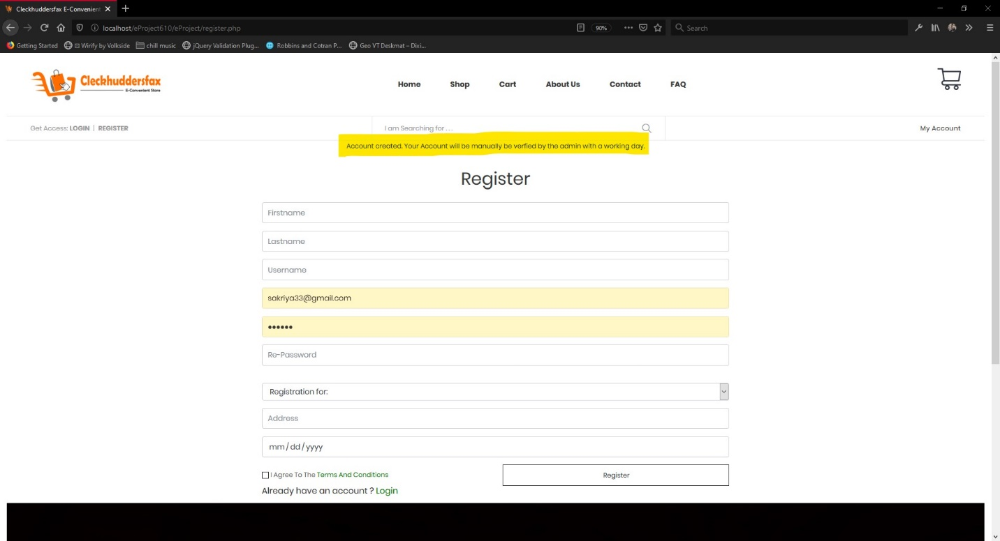 Cleckhuddersfax E-Convenient
localhost/eProject610/eProject/register.php
90%
Search
Getting Started
Wirify by Volkside
chill music
jQuery Validation Plug...
Robbins and Cotran P...
Geo VT Deskmat – Dixi...
Cleckhuddersfax
E-Convenient Store
Home
Shop
Cart
About Us
Contact
FAQ
Get Access: LOGIN | REGISTER
I am Searching for . . .
My Account
Account created. Your Account will be manually be verfied by the admin with a working day.
Register
Firstname
Lastname
Username
sakriya33@gmail.com
••••••
Re-Password
Registration for:
Address
mm / dd / yyyy
I Agree To The Terms And Conditions
Register
Already have an account ? Login